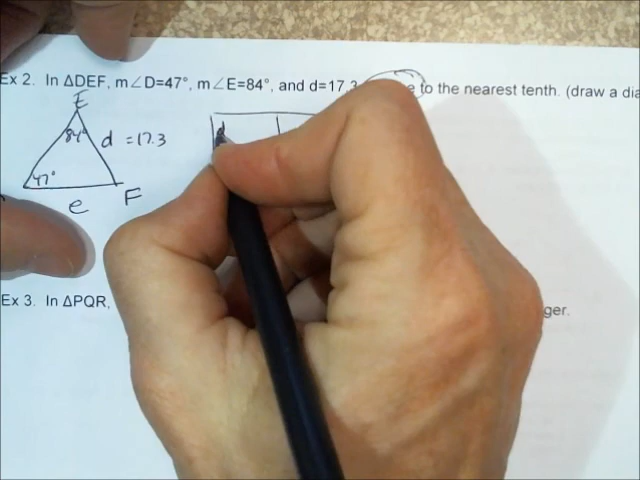 Ex 2. In ΔDEF, m∠D=47°, m∠E=84°, and d=17.3 e to the nearest tenth. (draw a dia
E
84° d = 17.3
47°
e F
d
Ex 3. In ΔPQR, ger.